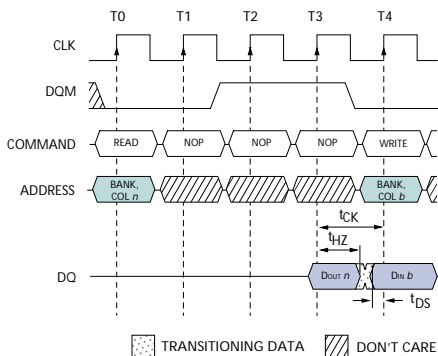 T0 T1 T2 T3 T4
CLK
DQM
COMMAND READ NOP NOP NOP WRITE
ADDRESS BANK, COL n BANK, COL b
tCK
tHZ
DQ DOUT n DIN b
tDS
TRANSITIONING DATA DON'T CARE